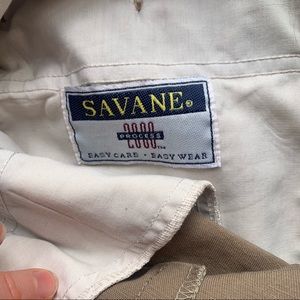 SAVANE®
2000
PROCESS
EASY CARE • EASY WEAR